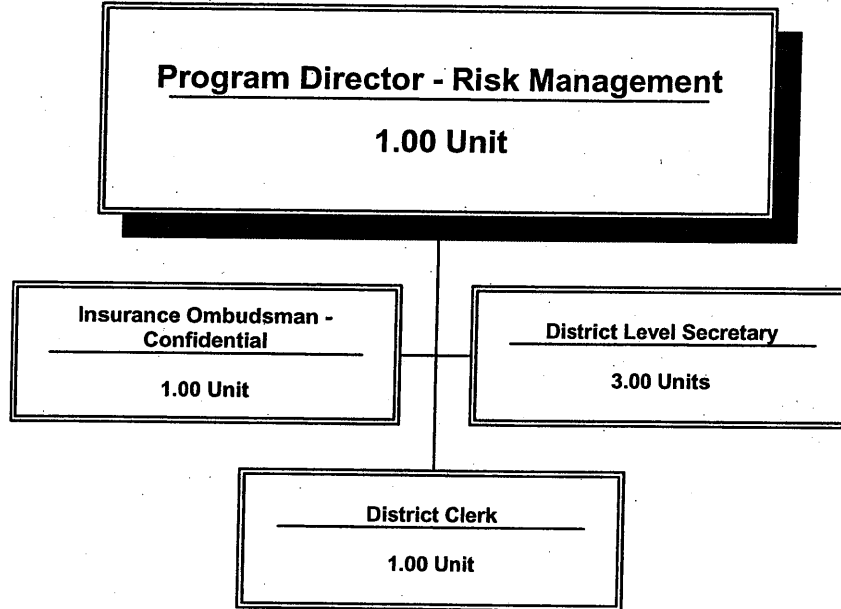 Program Director - Risk Management
1.00 Unit
Insurance Ombudsman -
Confidential
1.00 Unit
District Level Secretary
3.00 Units
District Clerk
1.00 Unit